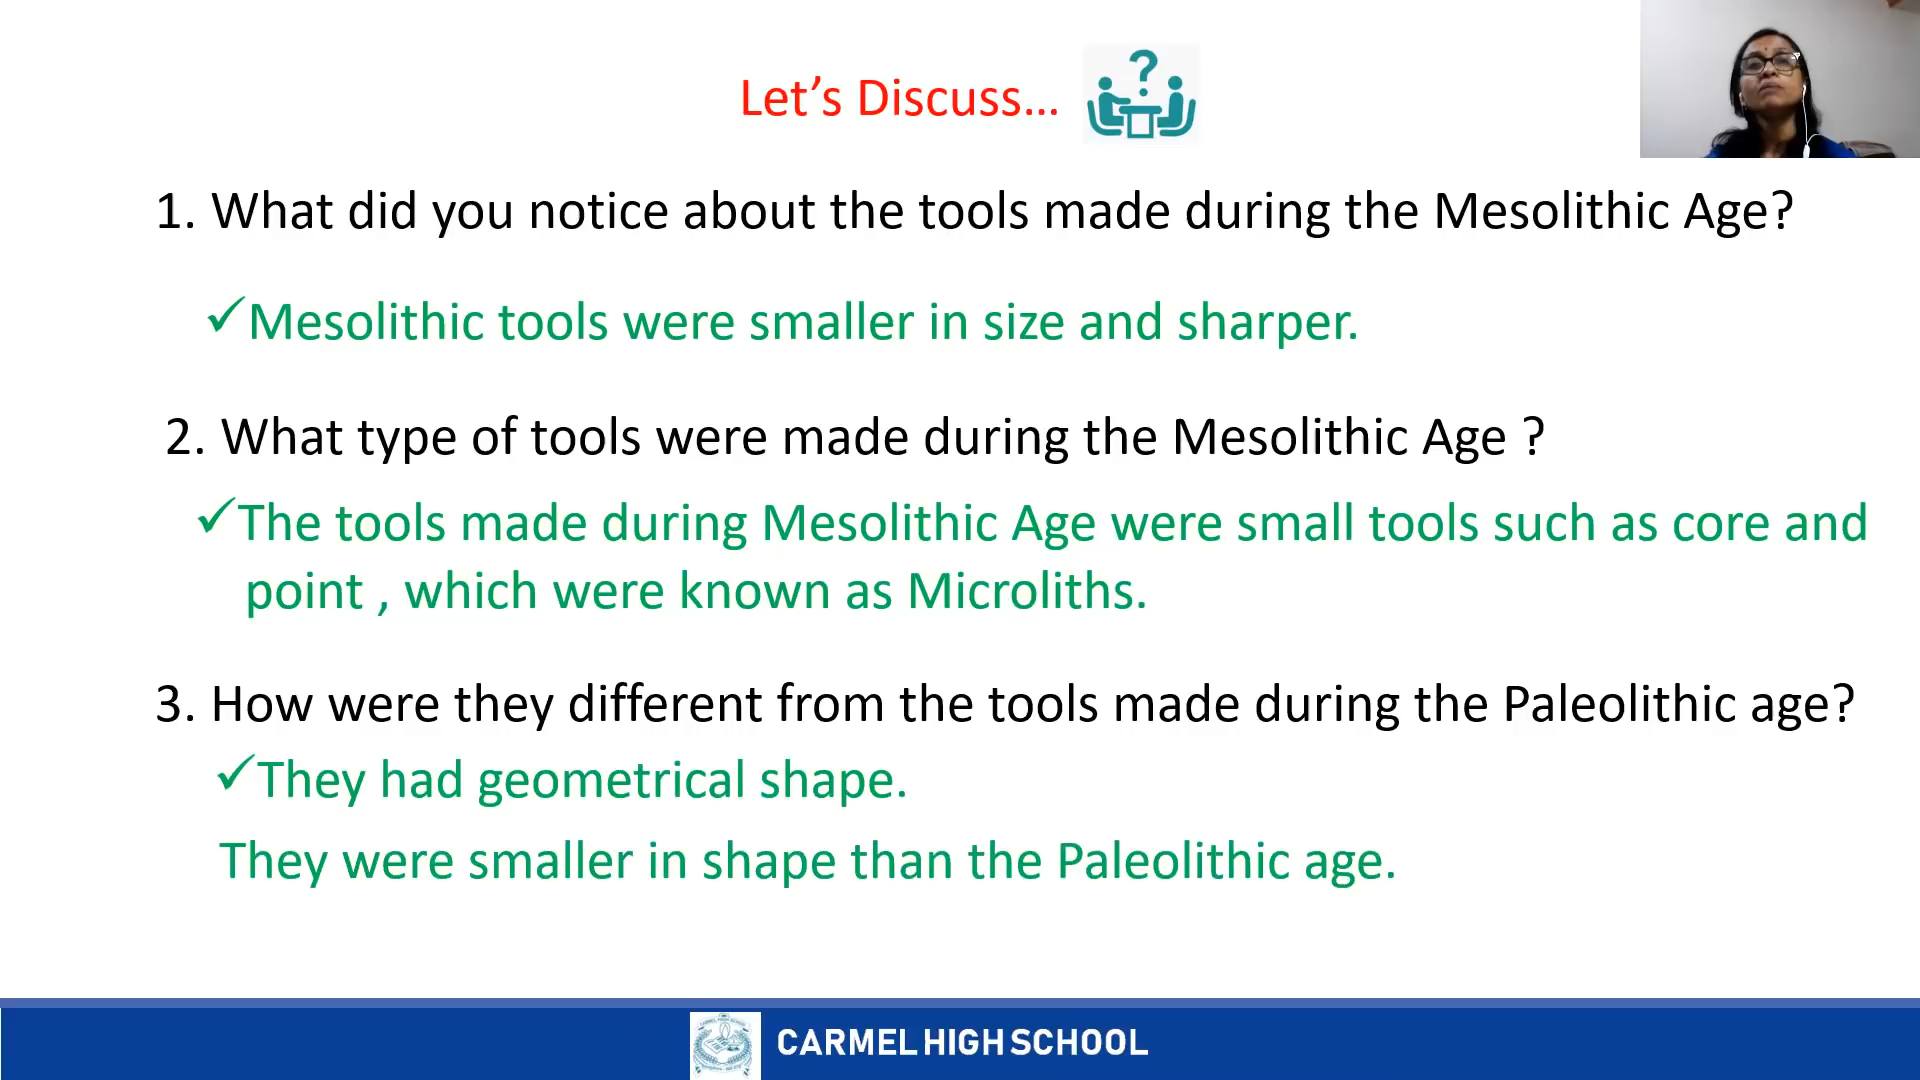 Let’s Discuss...
1. What did you notice about the tools made during the Mesolithic Age?
✓Mesolithic tools were smaller in size and sharper.
2. What type of tools were made during the Mesolithic Age ?
✓The tools made during Mesolithic Age were small tools such as core and
point , which were known as Microliths.
3. How were they different from the tools made during the Paleolithic age?
✓They had geometrical shape.
They were smaller in shape than the Paleolithic age.
CARMEL HIGH SCHOOL